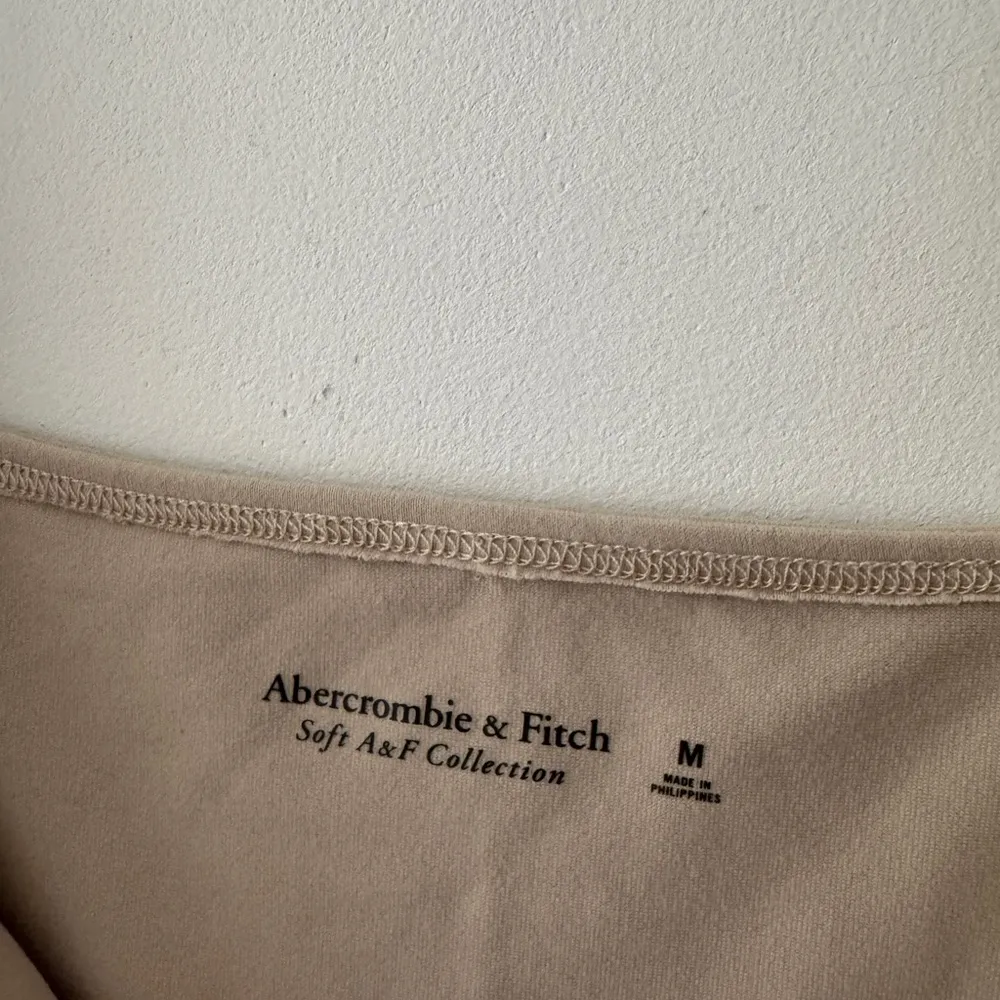 Abercrombie & Fitch
Soft A&F Collection
M
MADE IN
PHILIPPINES